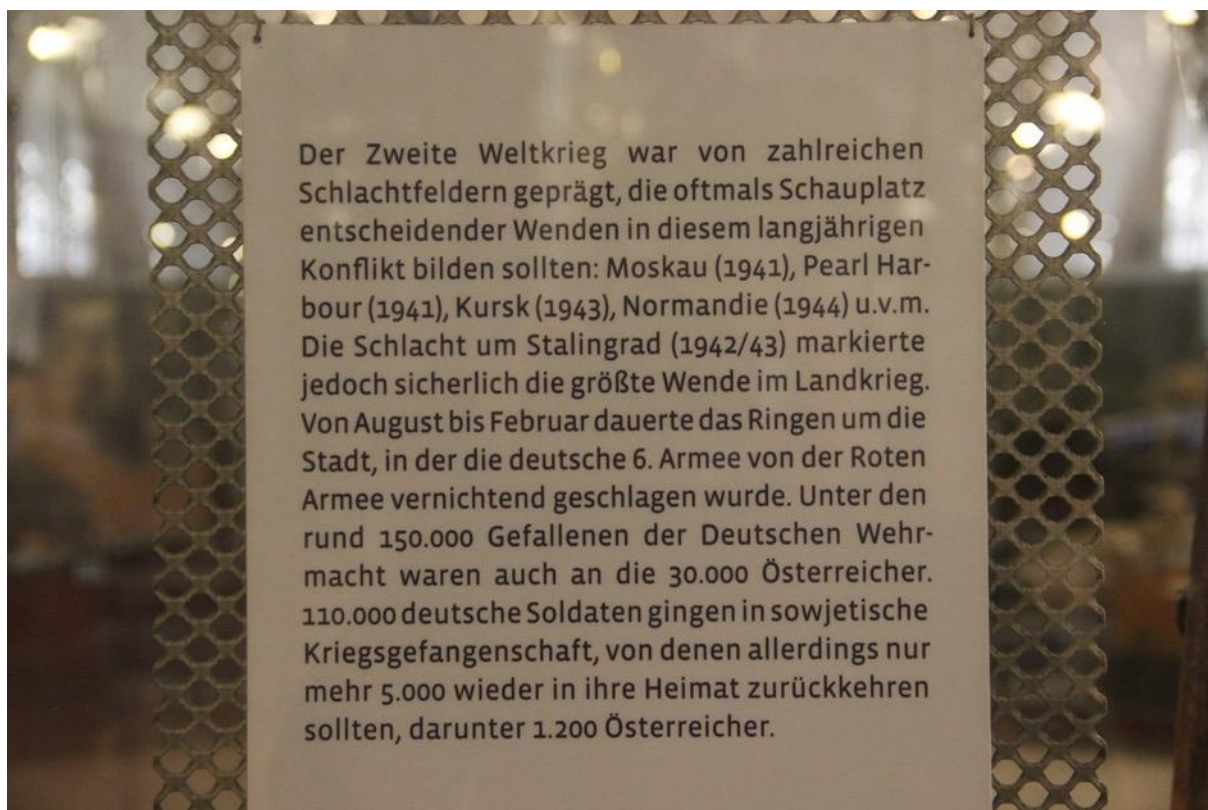 Der Zweite Weltkrieg war von zahlreichen
Schlachtfeldern geprägt, die oftmals Schauplatz
entscheidender Wenden in diesem langjährigen
Konflikt bilden sollten: Moskau (1941), Pearl Har-
bour (1941), Kursk (1943), Normandie (1944) u.v.m.
Die Schlacht um Stalingrad (1942/43) markierte
jedoch sicherlich die größte Wende im Landkrieg.
Von August bis Februar dauerte das Ringen um die
Stadt, in der die deutsche 6. Armee von der Roten
Armee vernichtend geschlagen wurde. Unter den
rund 150.000 Gefallenen der Deutschen Wehr-
macht waren auch an die 30.000 Österreicher.
110.000 deutsche Soldaten gingen in sowjetische
Kriegsgefangenschaft, von denen allerdings nur
mehr 5.000 wieder in ihre Heimat zurückkehren
sollten, darunter 1.200 Österreicher.